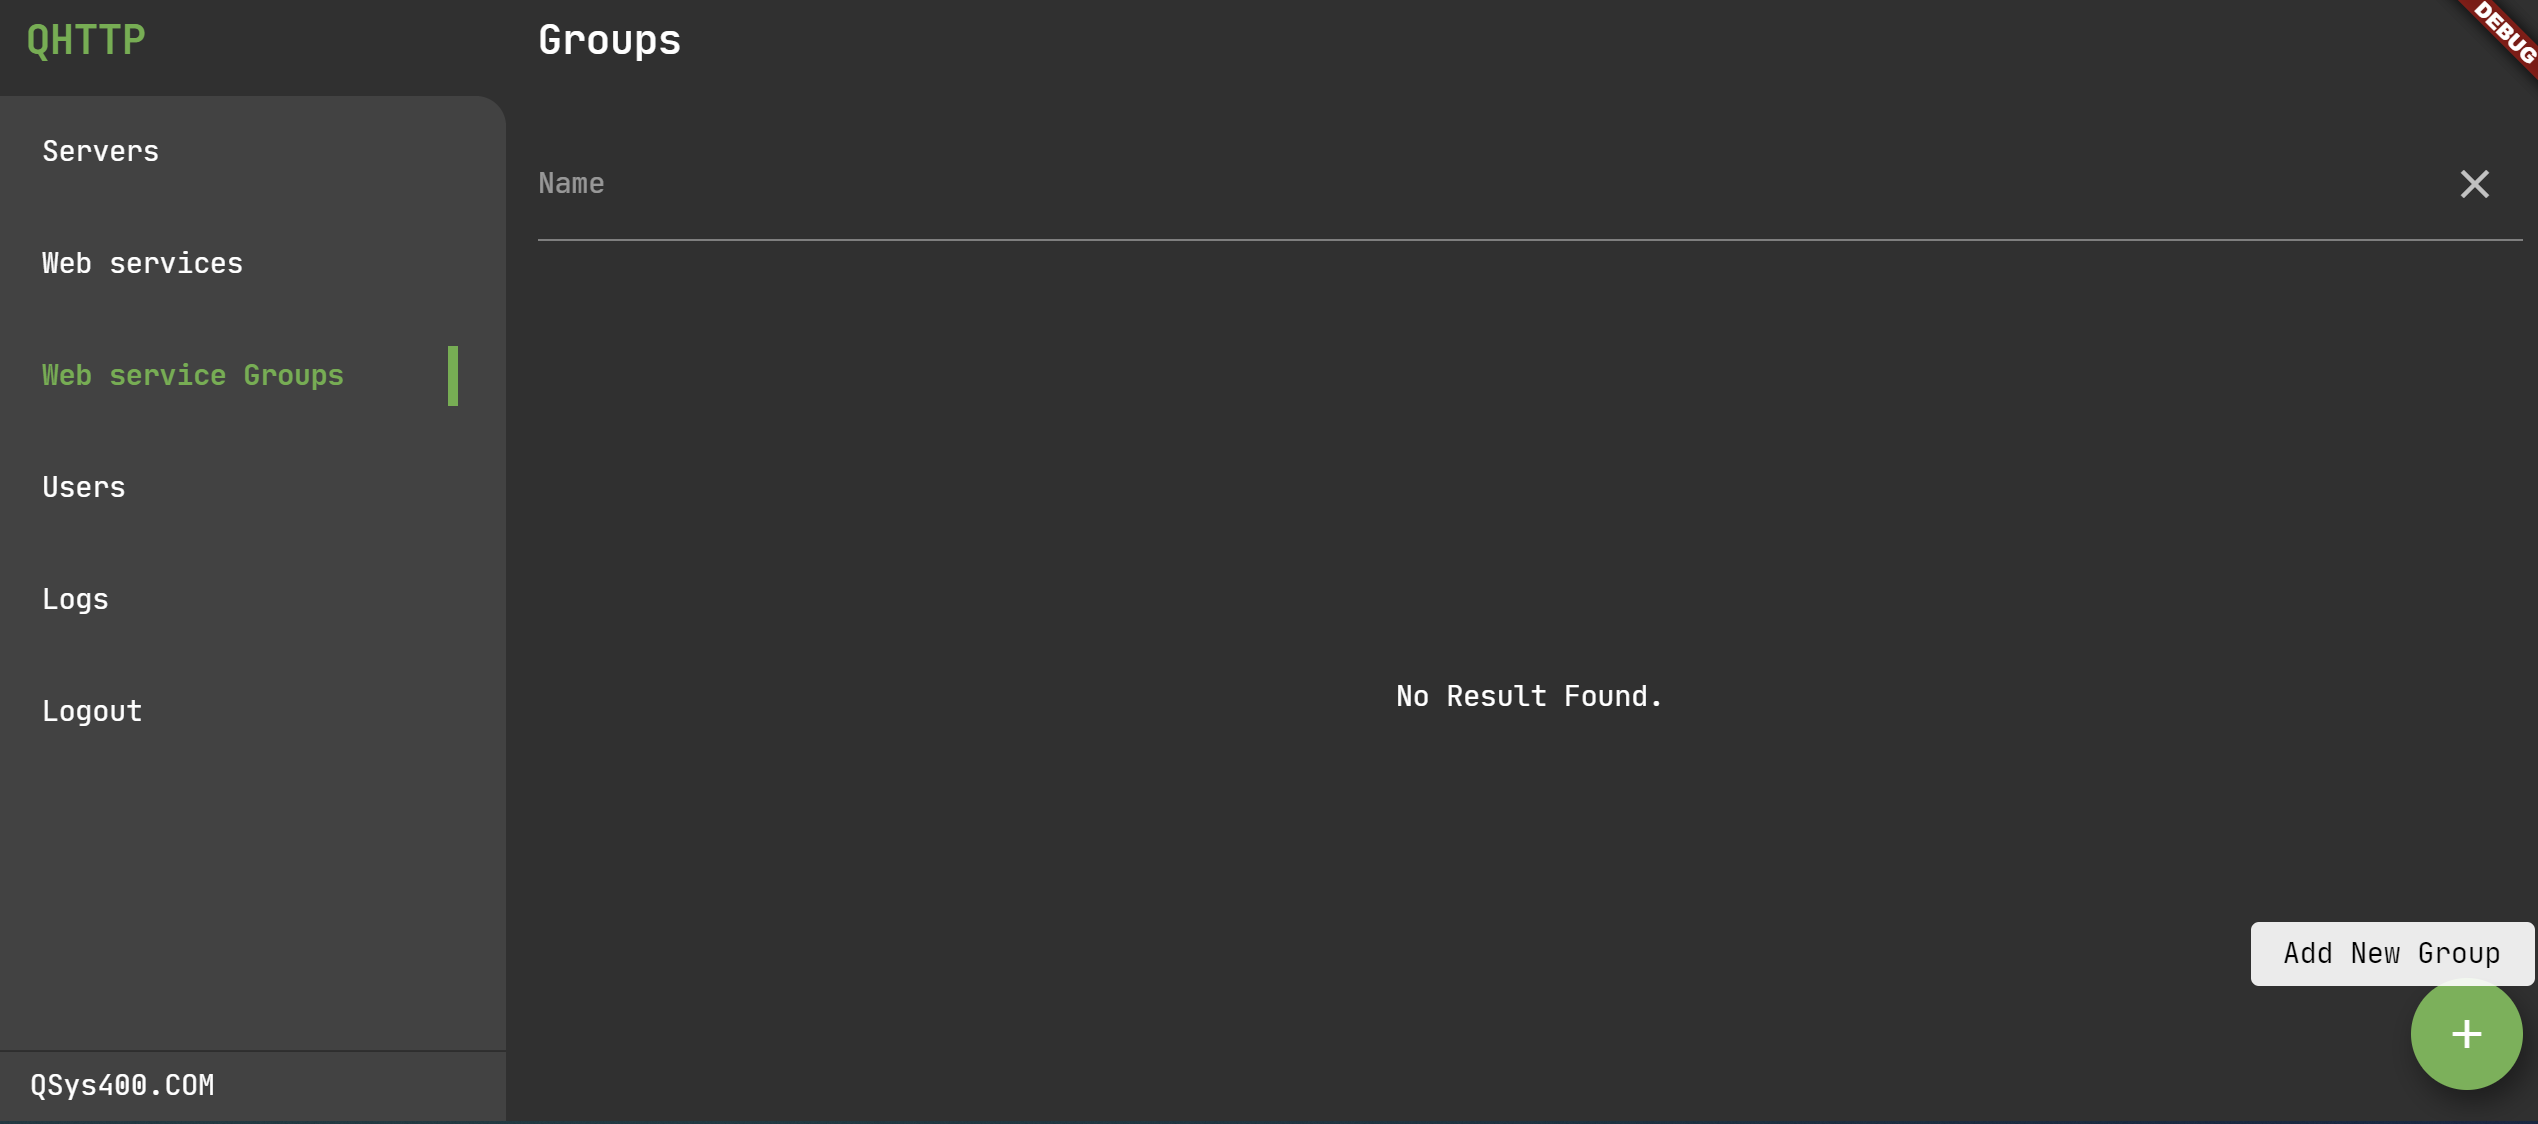 QHTTP
Groups
DEBUG
Servers
Web services
Web service Groups
Users
Logs
Logout
QSys400.COM
Name
No Result Found.
Add New Group